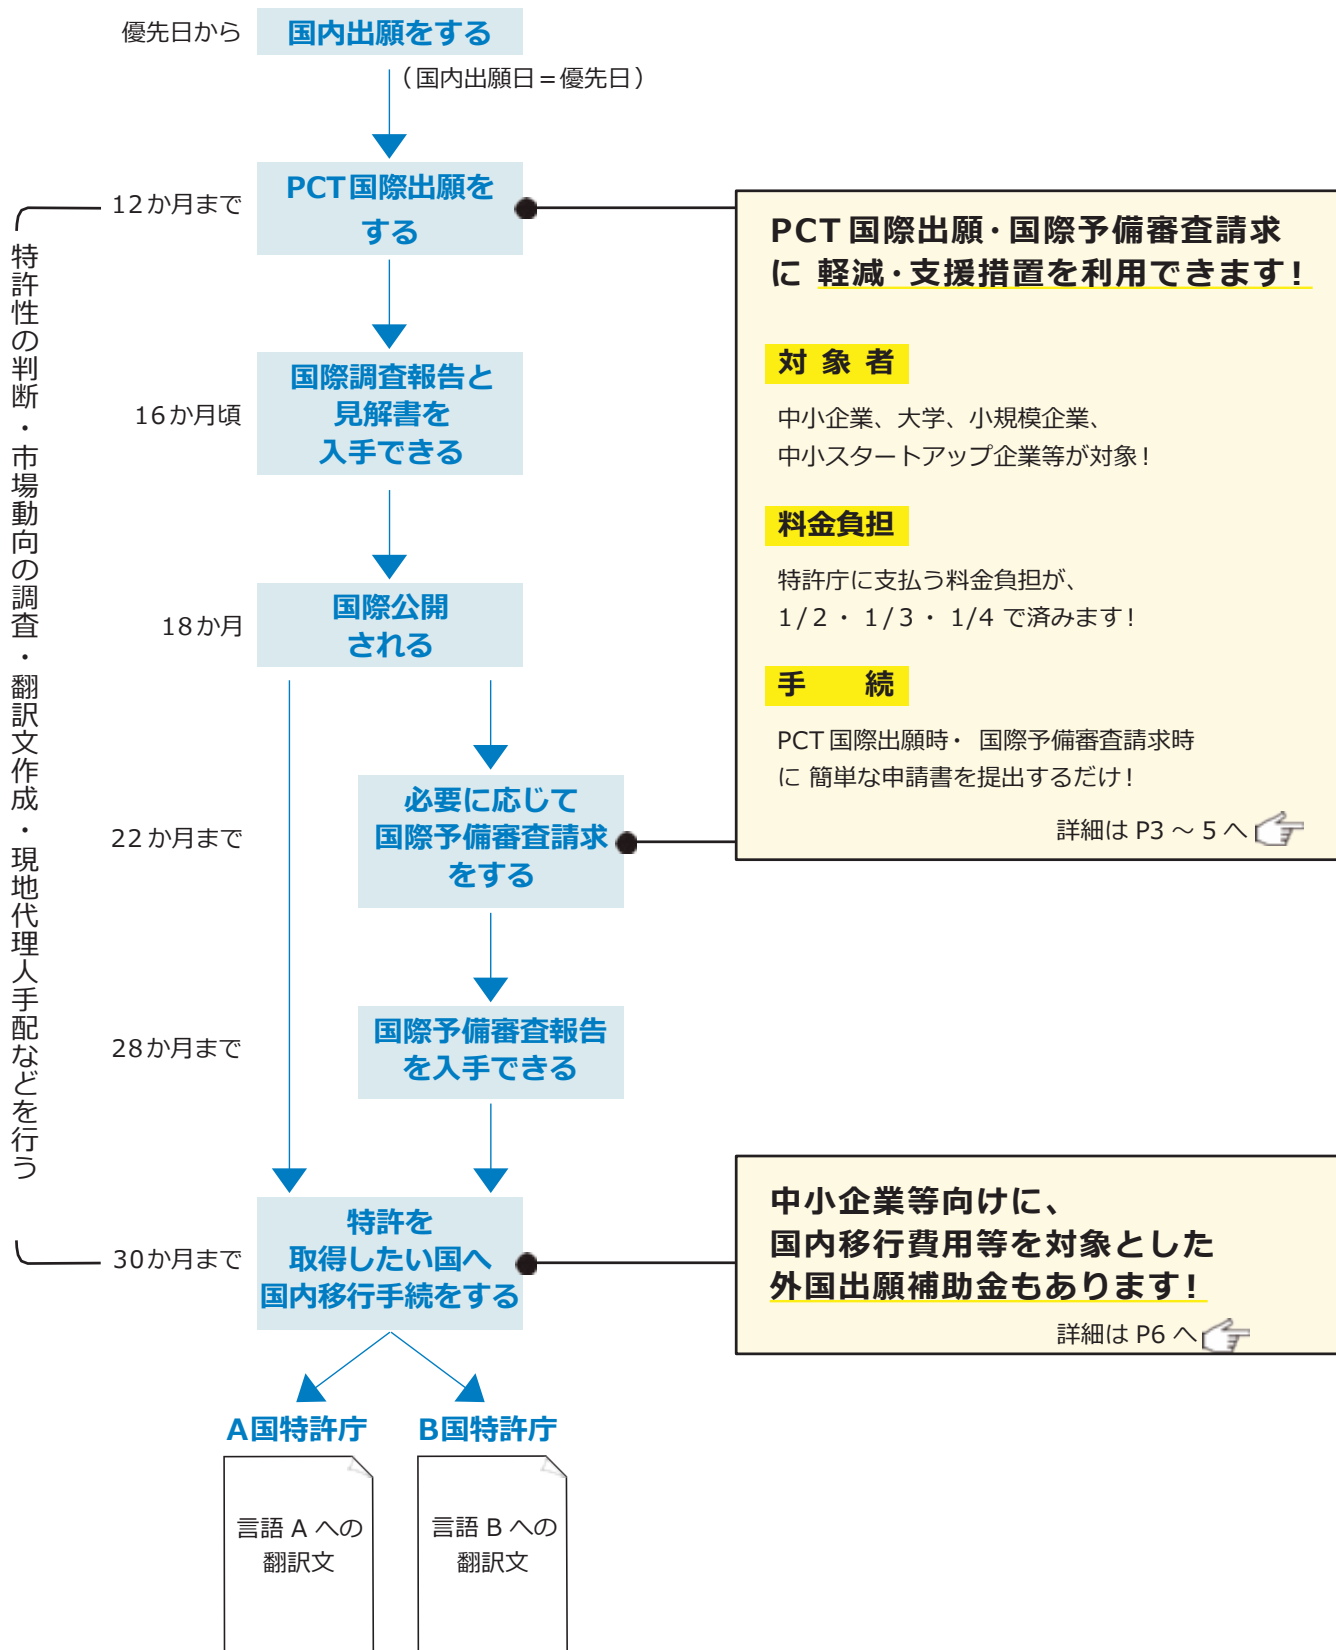 優先日から
国内出願をする
（国内出願日＝優先日）
12か月まで
PCT国際出願を
する
特許性の判断・市場動向の調査・翻訳文作成・現地代理人手配などを行う
16か月頃
国際調査報告と
見解書を
入手できる
18か月
国際公開
される
22か月まで
必要に応じて
国際予備審査請求
をする
28か月まで
国際予備審査報告
を入手できる
30か月まで
特許を
取得したい国へ
国内移行手続をする
A国特許庁
B国特許庁
言語 A への
翻訳文
言語 B への
翻訳文
PCT 国際出願・国際予備審査請求
に 軽減・支援措置を利用できます！
対 象 者
中小企業、大学、小規模企業、
中小スタートアップ企業等が対象！
料金負担
特許庁に支払う料金負担が、
1/2 ・ 1/3 ・ 1/4 で済みます！
手　続
PCT 国際出願時・ 国際予備審査請求時
に 簡単な申請書を提出するだけ！
詳細は P3 ～ 5 へ
中小企業等向けに、
国内移行費用等を対象とした
外国出願補助金もあります！
詳細は P6 へ